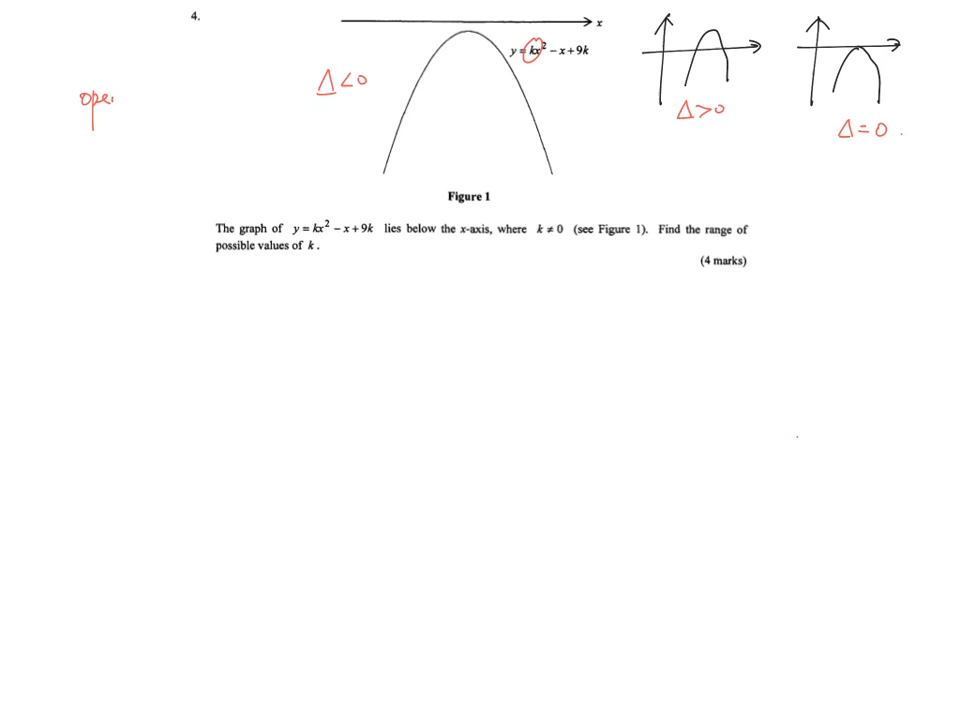 4.
x
y = kx² − x + 9k
Δ<0
Δ>0
Δ=0
ope
Figure 1
The graph of y = kx² − x + 9k lies below the x-axis, where k ≠ 0 (see Figure 1). Find the range of
possible values of k .
(4 marks)